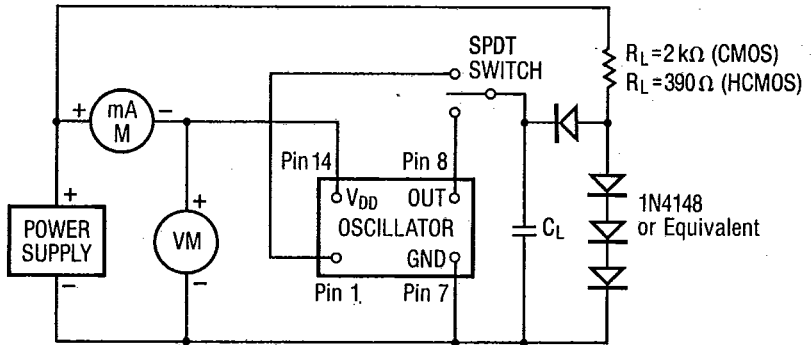 SPDT
SWITCH
R_L = 2 kΩ (CMOS)
R_L = 390 Ω (HCMOS)
+ mA M −
Pin 14
Pin 8
+
POWER
SUPPLY
−
+
VM
−
V_DD OUT
OSCILLATOR
GND
Pin 1
Pin 7
C_L
1N4148
or Equivalent